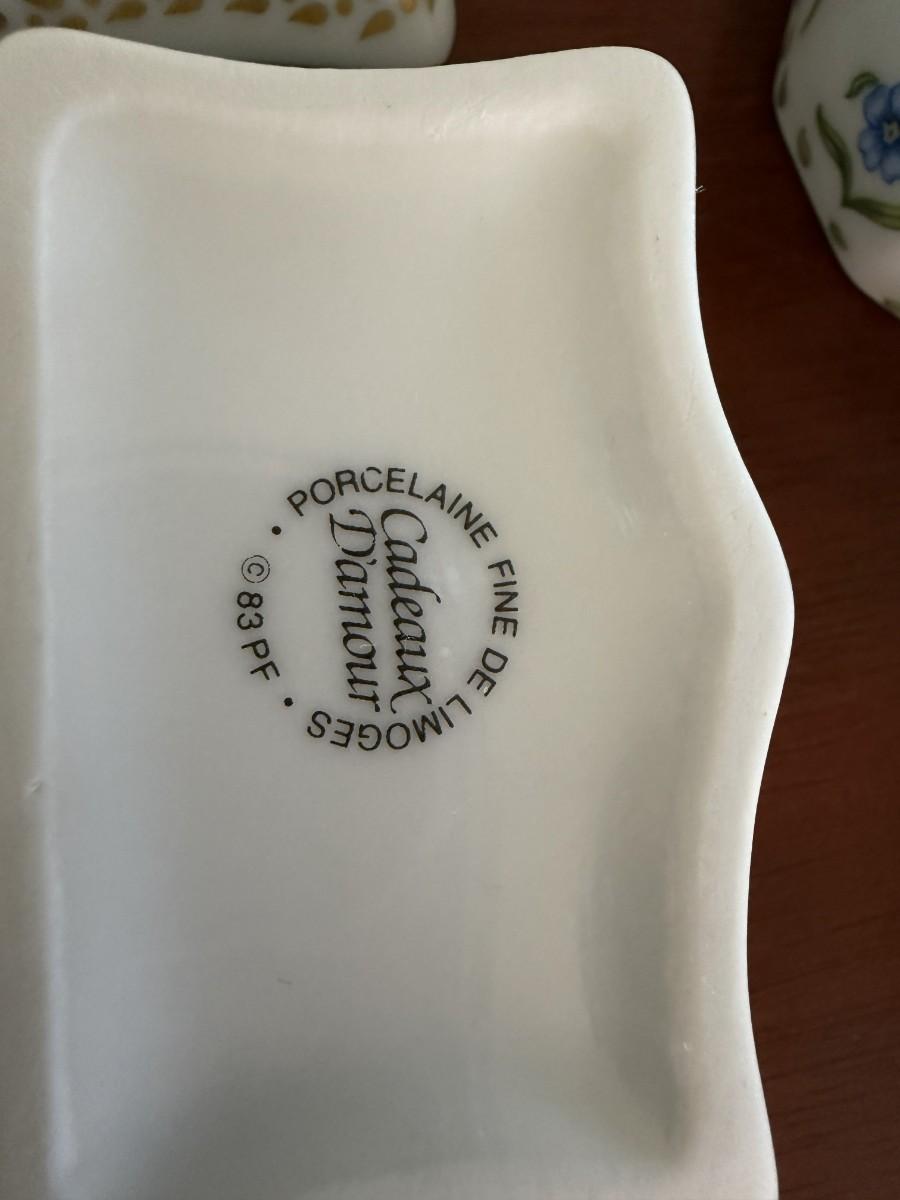 • PORCELAINE FINE DE LIMOGES •
Cadeaux
D'amour
© 83 PF